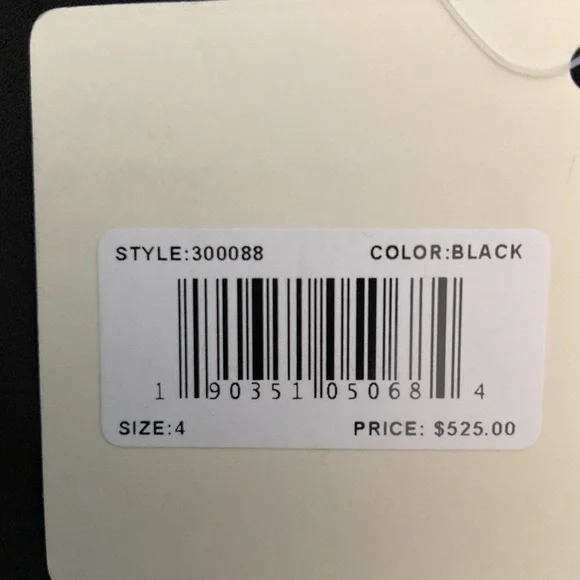 STYLE:300088 COLOR:BLACK
1 90351 05068 4
SIZE:4 PRICE: $525.00